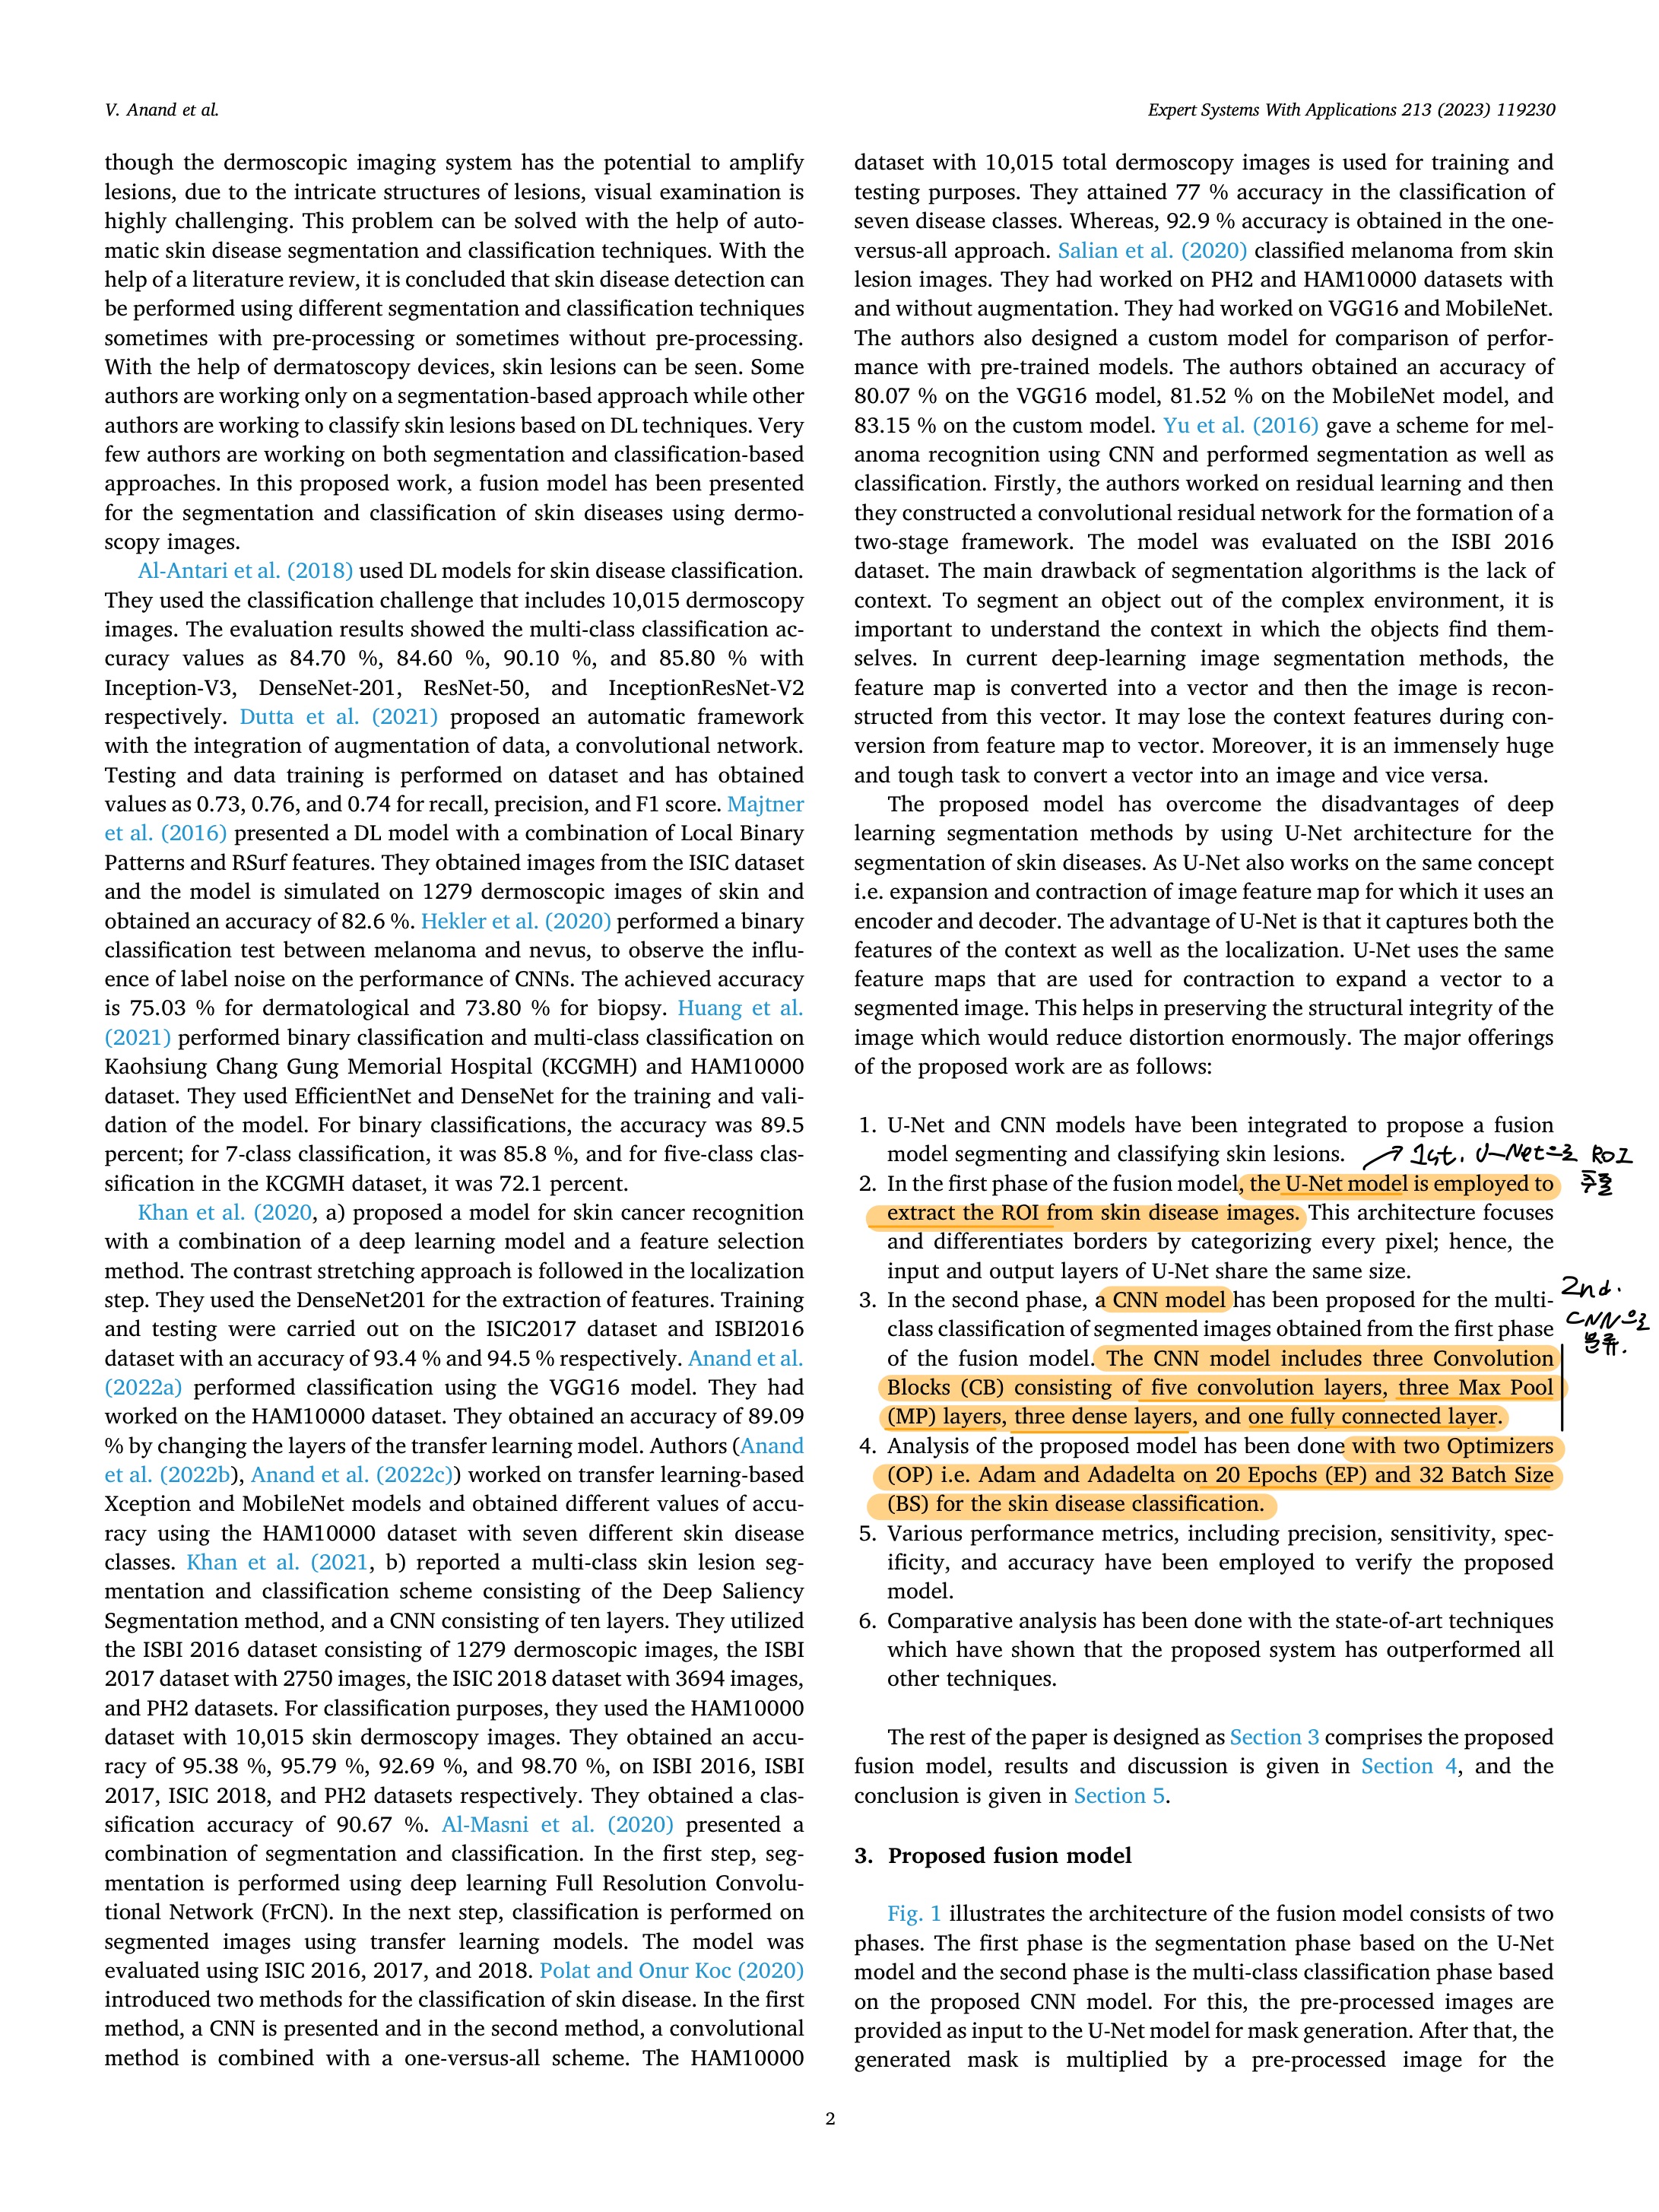 V. Anand et al.
Expert Systems With Applications 213 (2023) 119230
though the dermoscopic imaging system has the potential to amplify
lesions, due to the intricate structures of lesions, visual examination is
highly challenging. This problem can be solved with the help of auto-
matic skin disease segmentation and classification techniques. With the
help of a literature review, it is concluded that skin disease detection can
be performed using different segmentation and classification techniques
sometimes with pre-processing or sometimes without pre-processing.
With the help of dermatoscopy devices, skin lesions can be seen. Some
authors are working only on a segmentation-based approach while other
authors are working to classify skin lesions based on DL techniques. Very
few authors are working on both segmentation and classification-based
approaches. In this proposed work, a fusion model has been presented
for the segmentation and classification of skin diseases using dermo-
scopy images.
Al-Antari et al. (2018) used DL models for skin disease classification.
They used the classification challenge that includes 10,015 dermoscopy
images. The evaluation results showed the multi-class classification ac-
curacy values as 84.70 %, 84.60 %, 90.10 %, and 85.80 % with
Inception-V3, DenseNet-201, ResNet-50, and InceptionResNet-V2
respectively. Dutta et al. (2021) proposed an automatic framework
with the integration of augmentation of data, a convolutional network.
Testing and data training is performed on dataset and has obtained
values as 0.73, 0.76, and 0.74 for recall, precision, and F1 score. Majtner
et al. (2016) presented a DL model with a combination of Local Binary
Patterns and RSurf features. They obtained images from the ISIC dataset
and the model is simulated on 1279 dermoscopic images of skin and
obtained an accuracy of 82.6 %. Hekler et al. (2020) performed a binary
classification test between melanoma and nevus, to observe the influ-
ence of label noise on the performance of CNNs. The achieved accuracy
is 75.03 % for dermatological and 73.80 % for biopsy. Huang et al.
(2021) performed binary classification and multi-class classification on
Kaohsiung Chang Gung Memorial Hospital (KCGMH) and HAM10000
dataset. They used EfficientNet and DenseNet for the training and vali-
dation of the model. For binary classifications, the accuracy was 89.5
percent; for 7-class classification, it was 85.8 %, and for five-class clas-
sification in the KCGMH dataset, it was 72.1 percent.
Khan et al. (2020, a) proposed a model for skin cancer recognition
with a combination of a deep learning model and a feature selection
method. The contrast stretching approach is followed in the localization
step. They used the DenseNet201 for the extraction of features. Training
and testing were carried out on the ISIC2017 dataset and ISBI2016
dataset with an accuracy of 93.4 % and 94.5 % respectively. Anand et al.
(2022a) performed classification using the VGG16 model. They had
worked on the HAM10000 dataset. They obtained an accuracy of 89.09
% by changing the layers of the transfer learning model. Authors (Anand
et al. (2022b), Anand et al. (2022c)) worked on transfer learning-based
Xception and MobileNet models and obtained different values of accu-
racy using the HAM10000 dataset with seven different skin disease
classes. Khan et al. (2021, b) reported a multi-class skin lesion seg-
mentation and classification scheme consisting of the Deep Saliency
Segmentation method, and a CNN consisting of ten layers. They utilized
the ISBI 2016 dataset consisting of 1279 dermoscopic images, the ISBI
2017 dataset with 2750 images, the ISIC 2018 dataset with 3694 images,
and PH2 datasets. For classification purposes, they used the HAM10000
dataset with 10,015 skin dermoscopy images. They obtained an accu-
racy of 95.38 %, 95.79 %, 92.69 %, and 98.70 %, on ISBI 2016, ISBI
2017, ISIC 2018, and PH2 datasets respectively. They obtained a clas-
sification accuracy of 90.67 %. Al-Masni et al. (2020) presented a
combination of segmentation and classification. In the first step, seg-
mentation is performed using deep learning Full Resolution Convolu-
tional Network (FrCN). In the next step, classification is performed on
segmented images using transfer learning models. The model was
evaluated using ISIC 2016, 2017, and 2018. Polat and Onur Koc (2020)
introduced two methods for the classification of skin disease. In the first
method, a CNN is presented and in the second method, a convolutional
method is combined with a one-versus-all scheme. The HAM10000
dataset with 10,015 total dermoscopy images is used for training and
testing purposes. They attained 77 % accuracy in the classification of
seven disease classes. Whereas, 92.9 % accuracy is obtained in the one-
versus-all approach. Salian et al. (2020) classified melanoma from skin
lesion images. They had worked on PH2 and HAM10000 datasets with
and without augmentation. They had worked on VGG16 and MobileNet.
The authors also designed a custom model for comparison of perfor-
mance with pre-trained models. The authors obtained an accuracy of
80.07 % on the VGG16 model, 81.52 % on the MobileNet model, and
83.15 % on the custom model. Yu et al. (2016) gave a scheme for mel-
anoma recognition using CNN and performed segmentation as well as
classification. Firstly, the authors worked on residual learning and then
they constructed a convolutional residual network for the formation of a
two-stage framework. The model was evaluated on the ISBI 2016
dataset. The main drawback of segmentation algorithms is the lack of
context. To segment an object out of the complex environment, it is
important to understand the context in which the objects find them-
selves. In current deep-learning image segmentation methods, the
feature map is converted into a vector and then the image is recon-
structed from this vector. It may lose the context features during con-
version from feature map to vector. Moreover, it is an immensely huge
and tough task to convert a vector into an image and vice versa.
The proposed model has overcome the disadvantages of deep
learning segmentation methods by using U-Net architecture for the
segmentation of skin diseases. As U-Net also works on the same concept
i.e. expansion and contraction of image feature map for which it uses an
encoder and decoder. The advantage of U-Net is that it captures both the
features of the context as well as the localization. U-Net uses the same
feature maps that are used for contraction to expand a vector to a
segmented image. This helps in preserving the structural integrity of the
image which would reduce distortion enormously. The major offerings
of the proposed work are as follows:
1. U-Net and CNN models have been integrated to propose a fusion
model segmenting and classifying skin lesions.
1st. U-Net으로 ROI
추출
2. In the first phase of the fusion model, the U-Net model is employed to
extract the ROI from skin disease images. This architecture focuses
and differentiates borders by categorizing every pixel; hence, the
input and output layers of U-Net share the same size.
3. In the second phase, a CNN model has been proposed for the multi-
class classification of segmented images obtained from the first phase
of the fusion model. The CNN model includes three Convolution
Blocks (CB) consisting of five convolution layers, three Max Pool
(MP) layers, three dense layers, and one fully connected layer.
2nd.
CNN으로
분류.
4. Analysis of the proposed model has been done with two Optimizers
(OP) i.e. Adam and Adadelta on 20 Epochs (EP) and 32 Batch Size
(BS) for the skin disease classification.
5. Various performance metrics, including precision, sensitivity, spec-
ificity, and accuracy have been employed to verify the proposed
model.
6. Comparative analysis has been done with the state-of-art techniques
which have shown that the proposed system has outperformed all
other techniques.
The rest of the paper is designed as Section 3 comprises the proposed
fusion model, results and discussion is given in Section 4, and the
conclusion is given in Section 5.
3. Proposed fusion model
Fig. 1 illustrates the architecture of the fusion model consists of two
phases. The first phase is the segmentation phase based on the U-Net
model and the second phase is the multi-class classification phase based
on the proposed CNN model. For this, the pre-processed images are
provided as input to the U-Net model for mask generation. After that, the
generated mask is multiplied by a pre-processed image for the
2